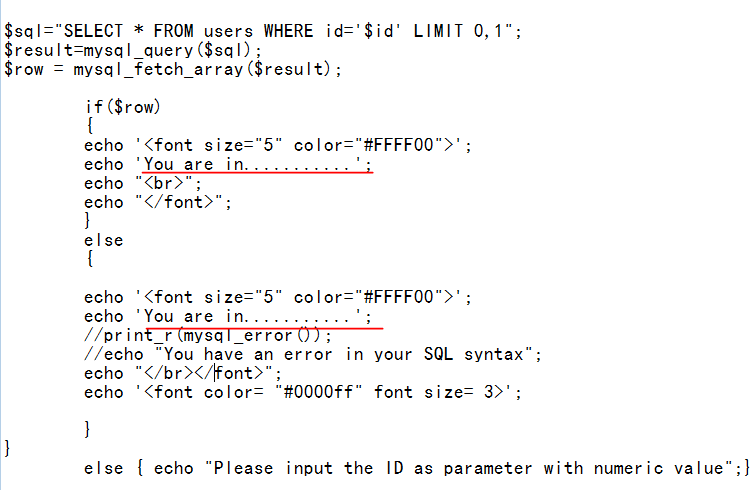 $sql="SELECT * FROM users WHERE id='$id' LIMIT 0,1";
$result=mysql_query($sql);
$row = mysql_fetch_array($result);
if($row)
{
echo '<font size="5" color="#FFFF00">';
echo 'You are in...........';
echo "<br>";
echo "</font>";
}
else
{
echo '<font size="5" color="#FFFF00">';
echo 'You are in...........';
//print_r(mysql_error());
//echo "You have an error in your SQL syntax";
echo "</br></font>";
echo '<font color= "#0000ff" font size= 3>';
}
}
else { echo "Please input the ID as parameter with numeric value";}